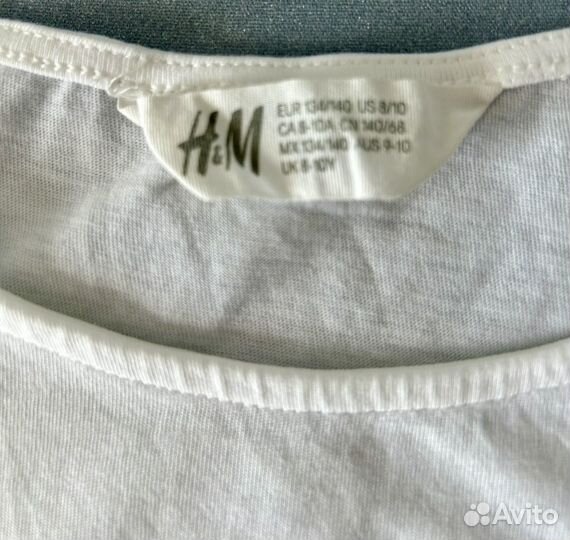 H&M
EUR 134/140 US 8/10
CA 8-10A CN 140/68
MX 134/140 AUS 9-10
UK 8-10Y
Avito